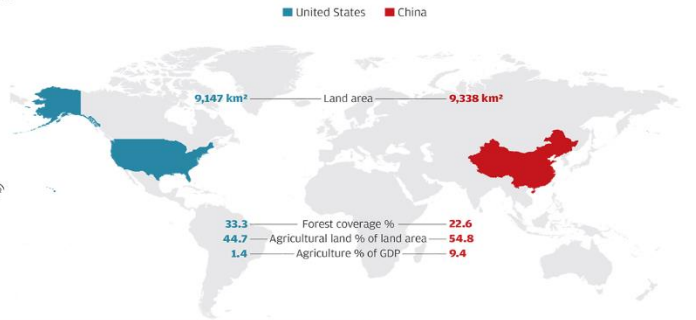 United States China
9,147 km² Land area 9,338 km²
33.3 Forest coverage % 22.6
44.7 Agricultural land % of land area 54.8
1.4 Agriculture % of GDP 9.4